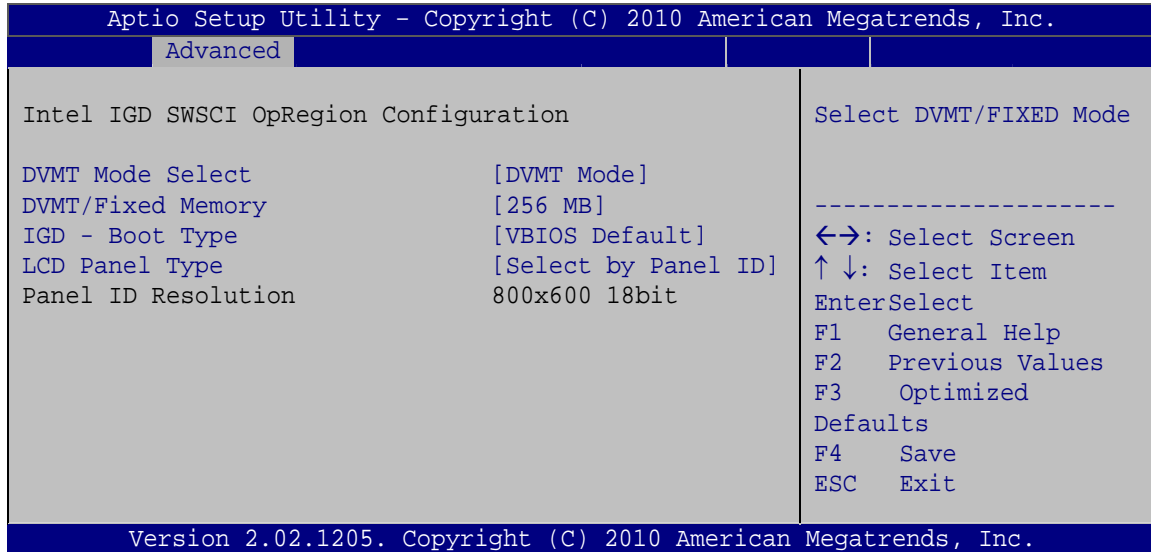 Aptio Setup Utility – Copyright (C) 2010 American Megatrends, Inc.
Advanced
Intel IGD SWSCI OpRegion Configuration
DVMT Mode Select [DVMT Mode]
DVMT/Fixed Memory [256 MB]
IGD - Boot Type [VBIOS Default]
LCD Panel Type [Select by Panel ID]
Panel ID Resolution 800x600 18bit
Select DVMT/FIXED Mode
---------------------
←→: Select Screen
↑ ↓: Select Item
EnterSelect
F1 General Help
F2 Previous Values
F3 Optimized
Defaults
F4 Save
ESC Exit
Version 2.02.1205. Copyright (C) 2010 American Megatrends, Inc.